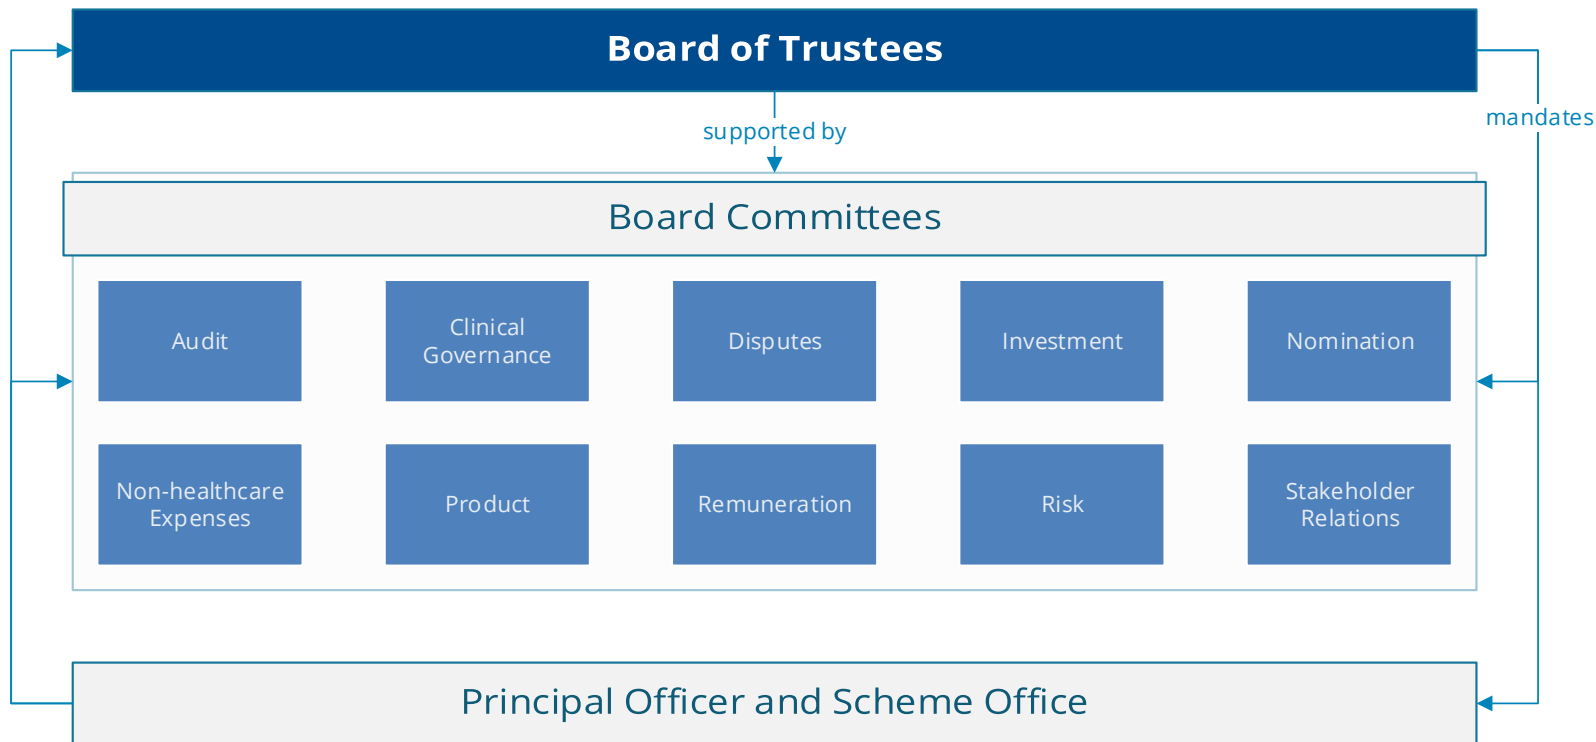 Board of Trustees
supported by
mandates
Board Committees
Audit
Clinical
Governance
Disputes
Investment
Nomination
Non-healthcare
Expenses
Product
Remuneration
Risk
Stakeholder
Relations
Principal Officer and Scheme Office